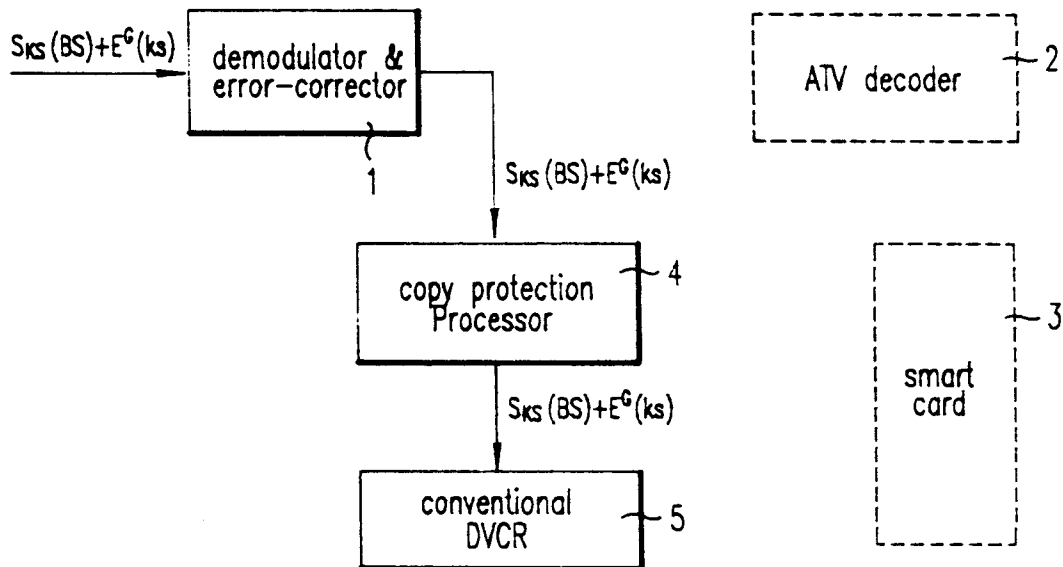 S_KS(BS)+E^G(ks)
demodulator &
error-corrector
1
ATV decoder
2
S_KS(BS)+E^G(ks)
copy protection
Processor
4
smart
card
3
S_KS(BS)+E^G(ks)
conventional
DVCR
5